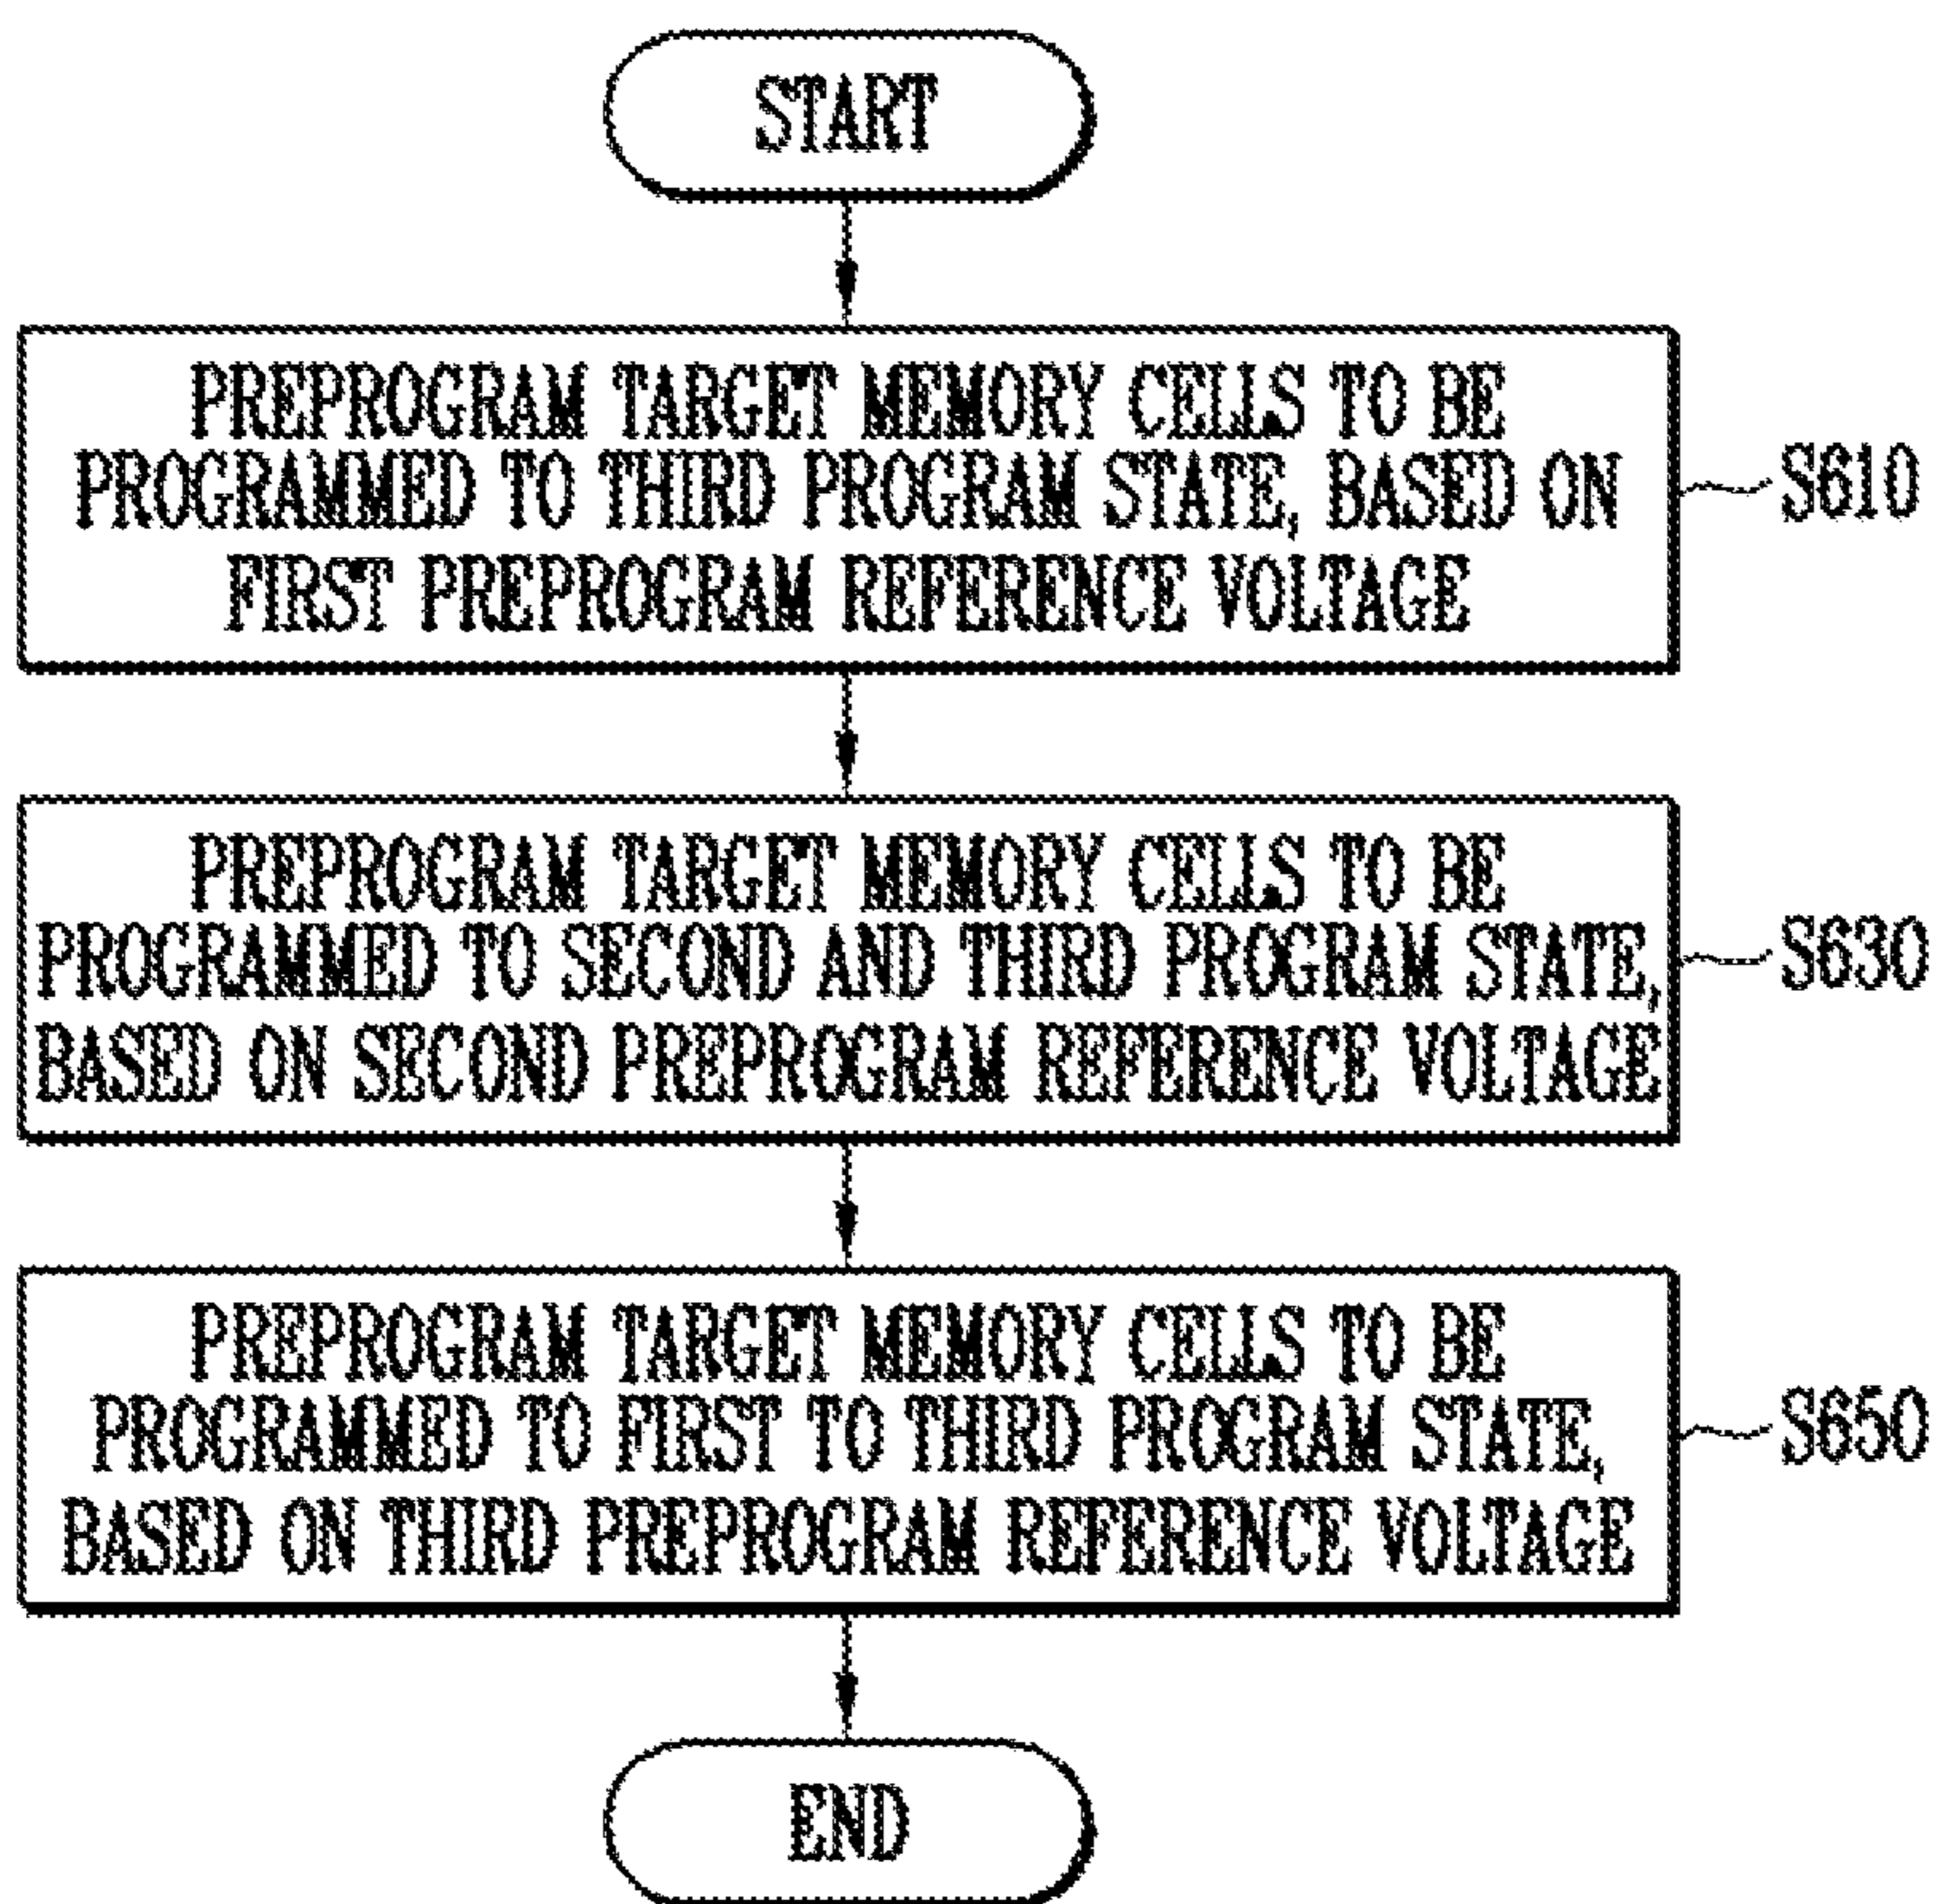 START
PREPROGRAM TARGET MEMORY CELLS TO BE
PROGRAMMED TO THIRD PROGRAM STATE, BASED ON
FIRST PREPROGRAM REFERENCE VOLTAGE
S610
PREPROGRAM TARGET MEMORY CELLS TO BE
PROGRAMMED TO SECOND AND THIRD PROGRAM STATE,
BASED ON SECOND PREPROGRAM REFERENCE VOLTAGE
S630
PREPROGRAM TARGET MEMORY CELLS TO BE
PROGRAMMED TO FIRST TO THIRD PROGRAM STATE,
BASED ON THIRD PREPROGRAM REFERENCE VOLTAGE
S650
END